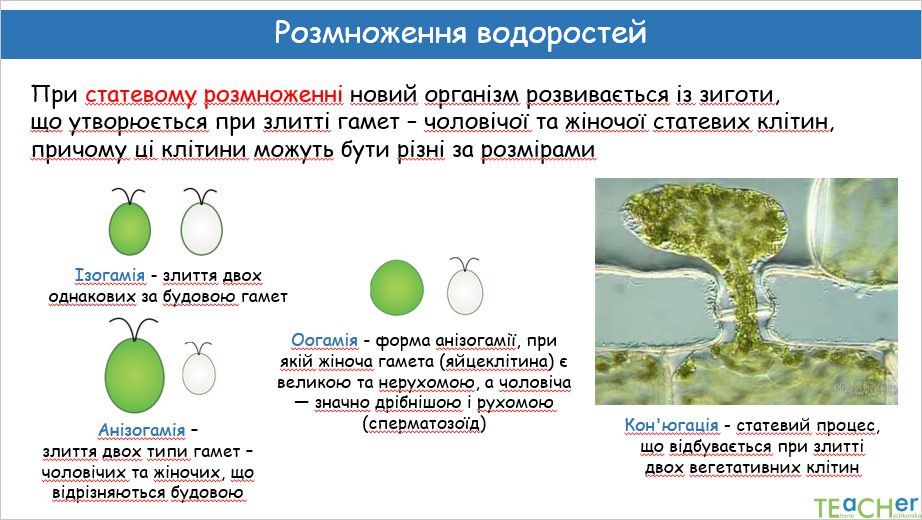 Розмноження водоростей
При статевому розмноженні новий організм розвивається із зиготи,
що утворюється при злитті гамет – чоловічої та жіночої статевих клітин,
причому ці клітини можуть бути різні за розмірами
Ізогамія - злиття двох
однакових за будовою гамет
Анізогамія –
злиття двох типи гамет –
чоловічих та жіночих, що
відрізняються будовою
Оогамія - форма анізогамії, при
якій жіноча гамета (яйцеклітина) є
великою та нерухомою, а чоловіча
— значно дрібнішою і рухомою
(сперматозоїд)
Кон'югація - статевий процес,
що відбувається при злитті
двох вегетативних клітин
TEaCHer